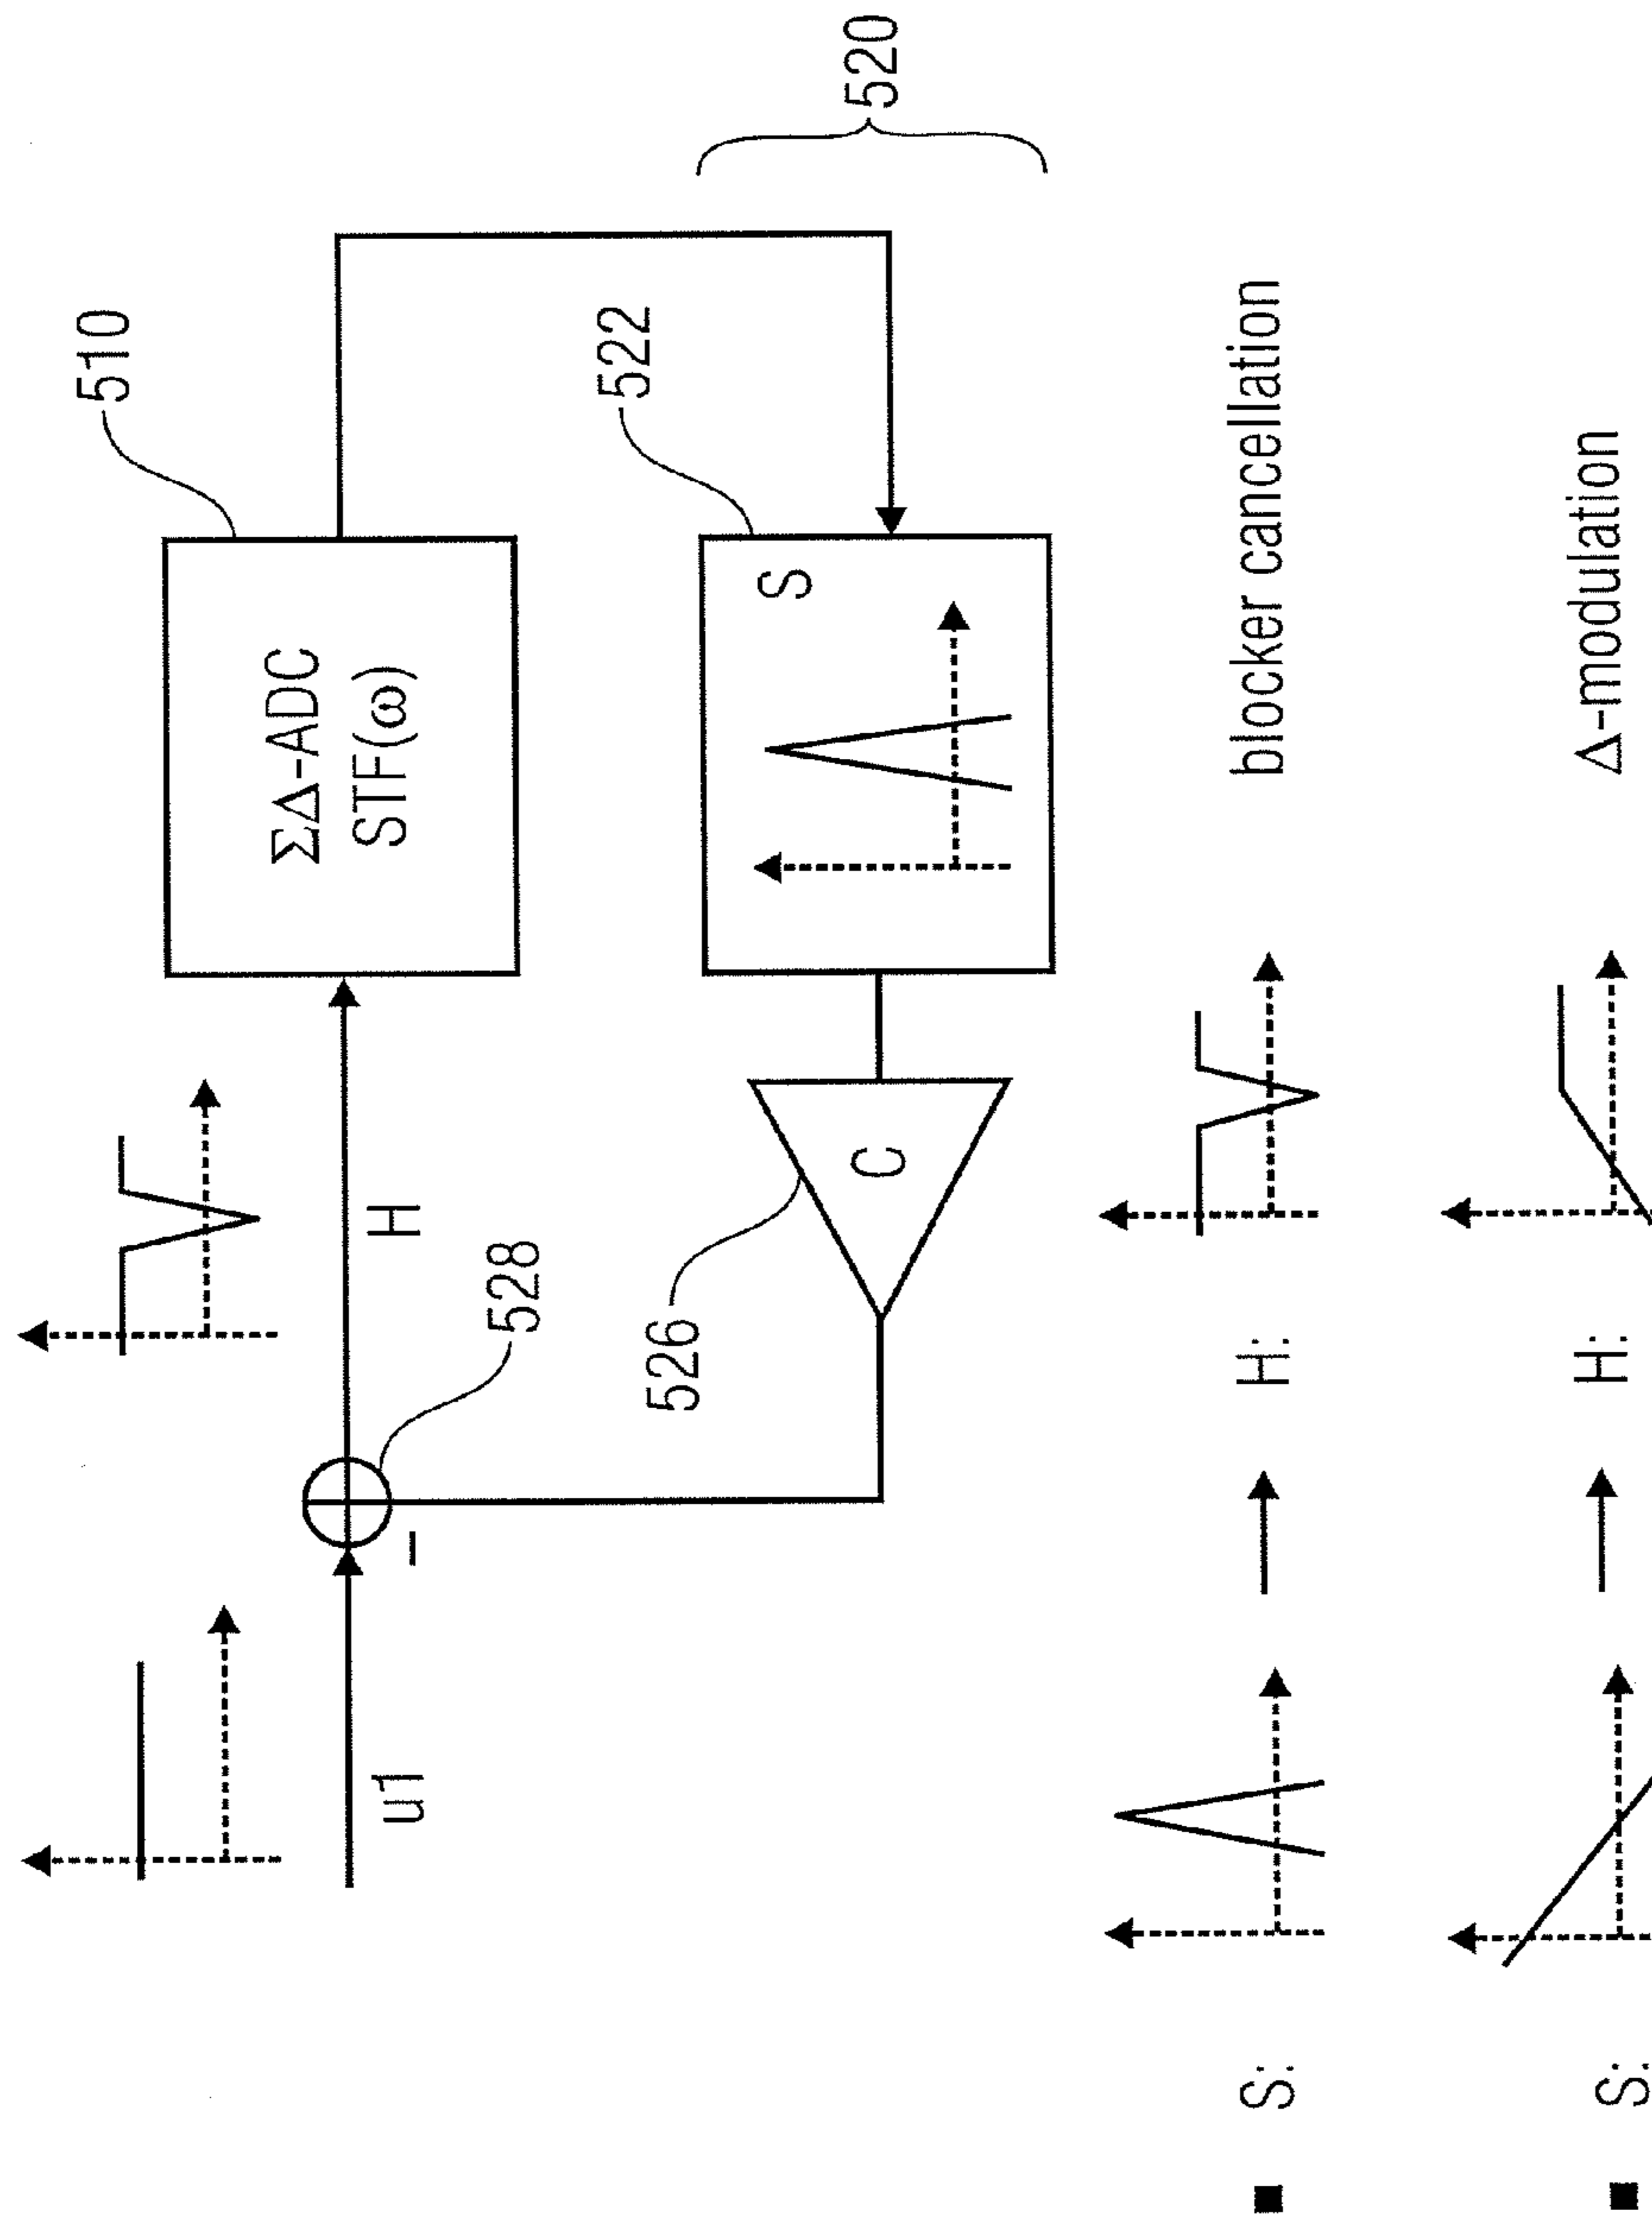 510
ΣΔ-ADC
STF(ω)
H
u1
528
–
520
522
S
526
C
■ S: H: blocker cancellation
■ S: H: Δ-modulation